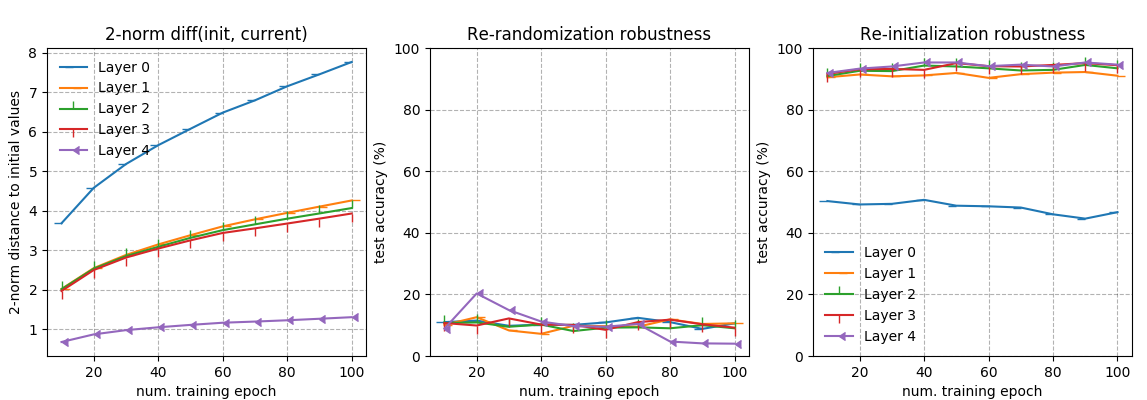 2-norm diff(init, current)
2-norm distance to initial values
8
7
6
5
4
3
2
1
Layer 0
Layer 1
Layer 2
Layer 3
Layer 4
20 40 60 80 100
num. training epoch
Re-randomization robustness
test accuracy (%)
100
80
60
40
20
0
20 40 60 80 100
num. training epoch
Re-initialization robustness
test accuracy (%)
100
80
60
40
20
0
Layer 0
Layer 1
Layer 2
Layer 3
Layer 4
20 40 60 80 100
num. training epoch